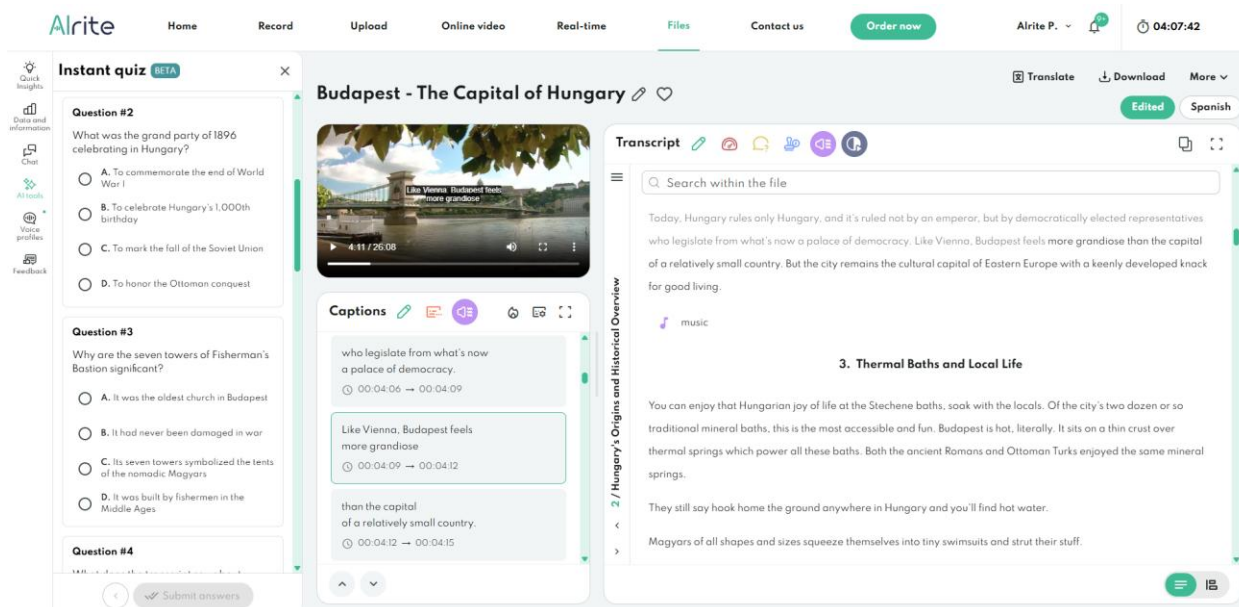 Alrite
Home
Record
Upload
Online video
Real-time
Files
Contact us
Order now
Alrite P.
9+
04:07:42
Quick
Insights
Data and
information
Chat
AI tools
Voice
profiles
Feedback
Instant quiz BETA
Question #2
What was the grand party of 1896
celebrating in Hungary?
A. To commemorate the end of World
War I
B. To celebrate Hungary's 1,000th
birthday
C. To mark the fall of the Soviet Union
D. To honor the Ottoman conquest
Question #3
Why are the seven towers of Fisherman's
Bastion significant?
A. It was the oldest church in Budapest
B. It had never been damaged in war
C. Its seven towers symbolized the tents
of the nomadic Magyars
D. It was built by fishermen in the
Middle Ages
Question #4
Submit answers
Budapest - The Capital of Hungary
Translate
Download
More
Edited
Spanish
Like Vienna, Budapest feels
more grandiose
4:11 / 26:08
Captions
who legislate from what's now
a palace of democracy.
00:04:06 → 00:04:09
Like Vienna, Budapest feels
more grandiose
00:04:09 → 00:04:12
than the capital
of a relatively small country.
00:04:12 → 00:04:15
Transcript
Search within the file
2 / Hungary's Origins and Historical Overview
Today, Hungary rules only Hungary, and it's ruled not by an emperor, but by democratically elected representatives
who legislate from what's now a palace of democracy. Like Vienna, Budapest feels more grandiose than the capital
of a relatively small country. But the city remains the cultural capital of Eastern Europe with a keenly developed knack
for good living.
music
3. Thermal Baths and Local Life
You can enjoy that Hungarian joy of life at the Stechene baths, soak with the locals. Of the city's two dozen or so
traditional mineral baths, this is the most accessible and fun. Budapest is hot, literally. It sits on a thin crust over
thermal springs which power all these baths. Both the ancient Romans and Ottoman Turks enjoyed the same mineral
springs.
They still say hook home the ground anywhere in Hungary and you'll find hot water.
Magyars of all shapes and sizes squeeze themselves into tiny swimsuits and strut their stuff.